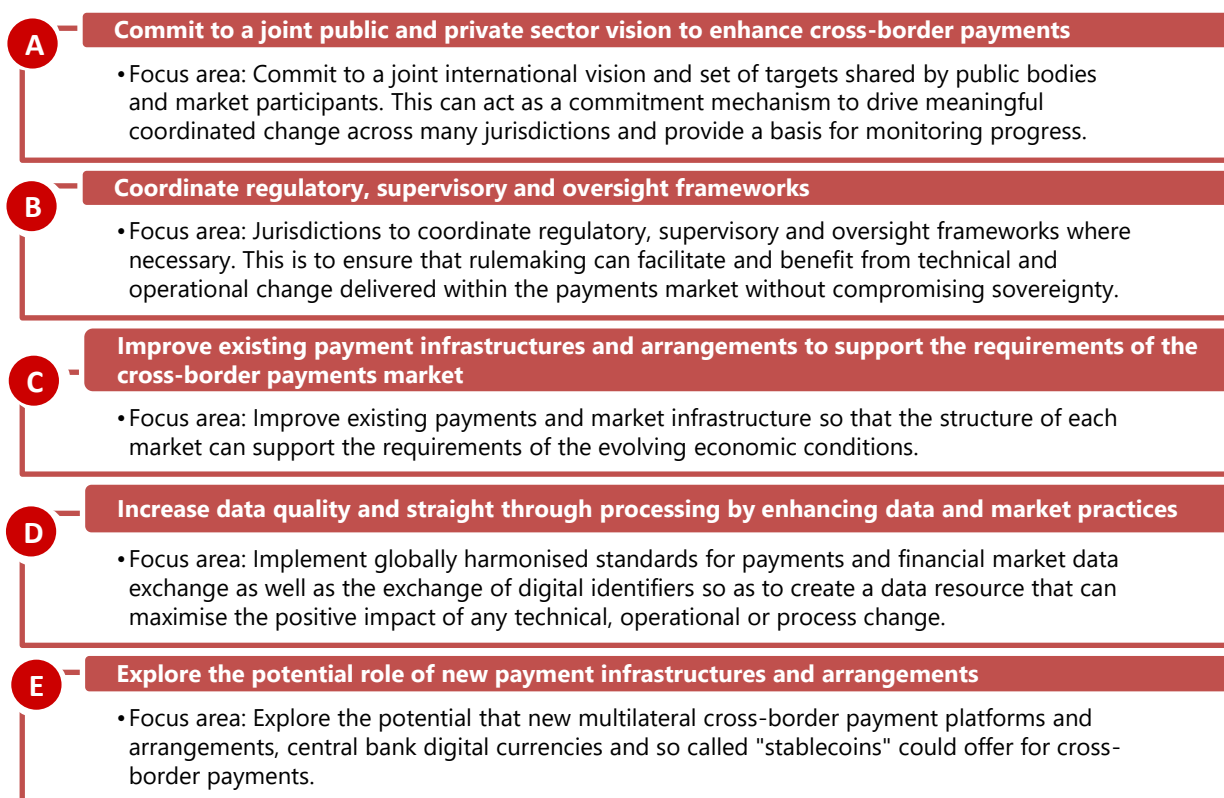 A
Commit to a joint public and private sector vision to enhance cross-border payments
•Focus area: Commit to a joint international vision and set of targets shared by public bodies
and market participants. This can act as a commitment mechanism to drive meaningful
coordinated change across many jurisdictions and provide a basis for monitoring progress.
B
Coordinate regulatory, supervisory and oversight frameworks
•Focus area: Jurisdictions to coordinate regulatory, supervisory and oversight frameworks where
necessary. This is to ensure that rulemaking can facilitate and benefit from technical and
operational change delivered within the payments market without compromising sovereignty.
C
Improve existing payment infrastructures and arrangements to support the requirements of the
cross-border payments market
•Focus area: Improve existing payments and market infrastructure so that the structure of each
market can support the requirements of the evolving economic conditions.
D
Increase data quality and straight through processing by enhancing data and market practices
•Focus area: Implement globally harmonised standards for payments and financial market data
exchange as well as the exchange of digital identifiers so as to create a data resource that can
maximise the positive impact of any technical, operational or process change.
E
Explore the potential role of new payment infrastructures and arrangements
•Focus area: Explore the potential that new multilateral cross-border payment platforms and
arrangements, central bank digital currencies and so called "stablecoins" could offer for cross-
border payments.